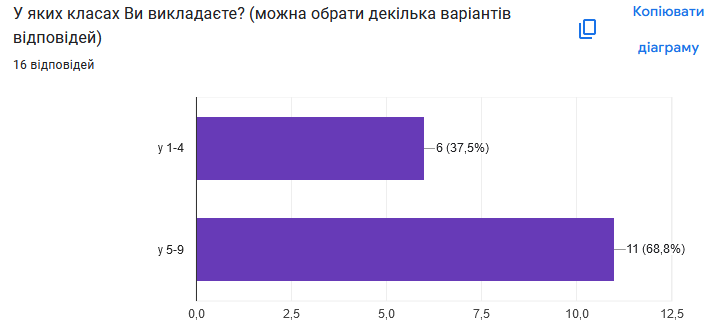 У яких класах Ви викладаєте? (можна обрати декілька варіантів
відповідей)
Копіювати
діаграму
16 відповідей
у 1-4
6 (37,5%)
у 5-9
11 (68,8%)
0,0 2,5 5,0 7,5 10,0 12,5